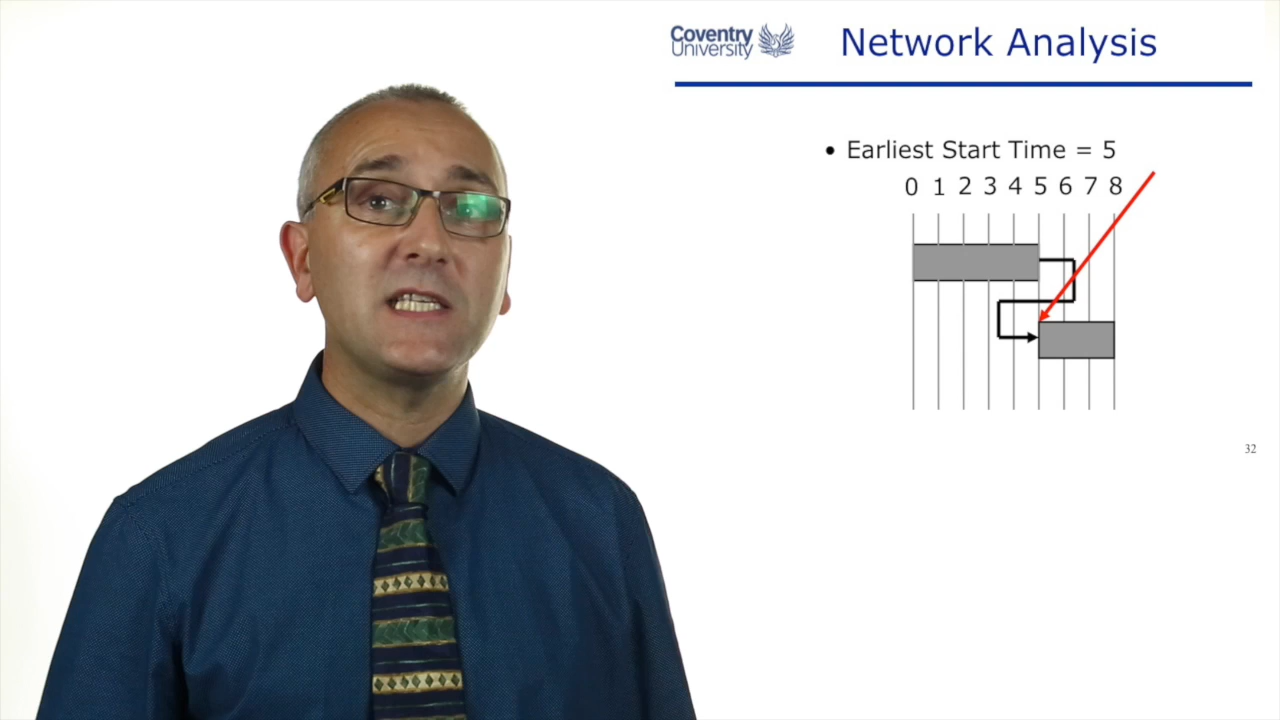 Coventry
University
Network Analysis
• Earliest Start Time = 5
0 1 2 3 4 5 6 7 8
32